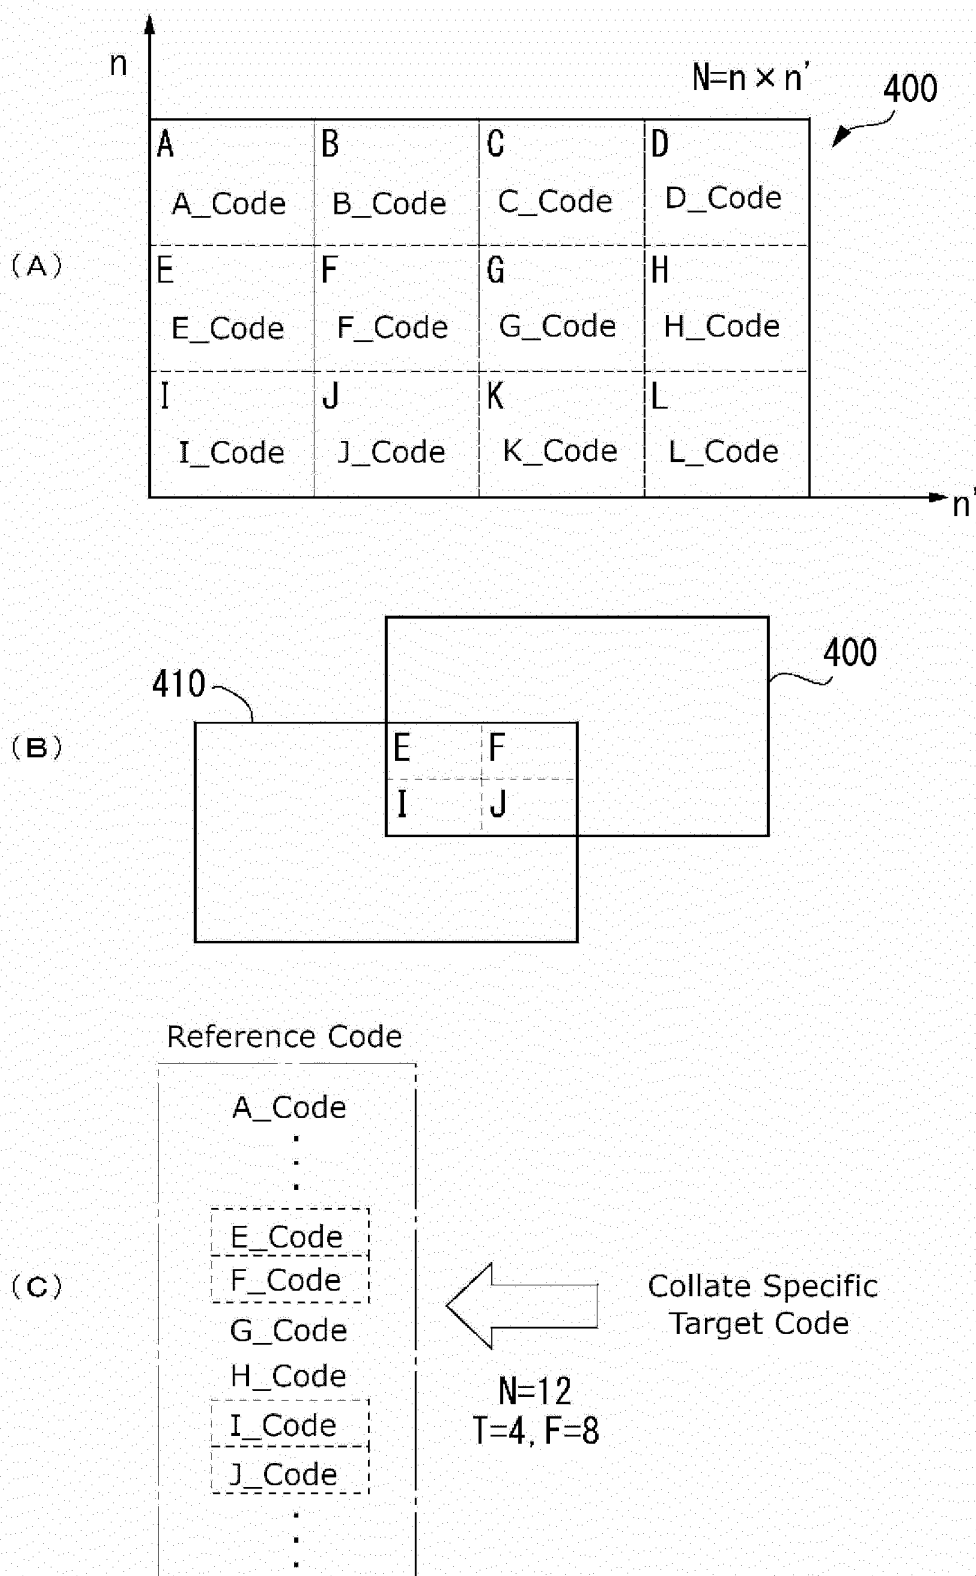 n
N=n×n'
400
A
B
C
D
A_Code
B_Code
C_Code
D_Code
(A)
E
F
G
H
E_Code
F_Code
G_Code
H_Code
I
J
K
L
I_Code
J_Code
K_Code
L_Code
n'
400
410
(B)
E
F
I
J
Reference Code
A_Code
E_Code
F_Code
G_Code
H_Code
I_Code
J_Code
(C)
Collate Specific
Target Code
N=12
T=4, F=8